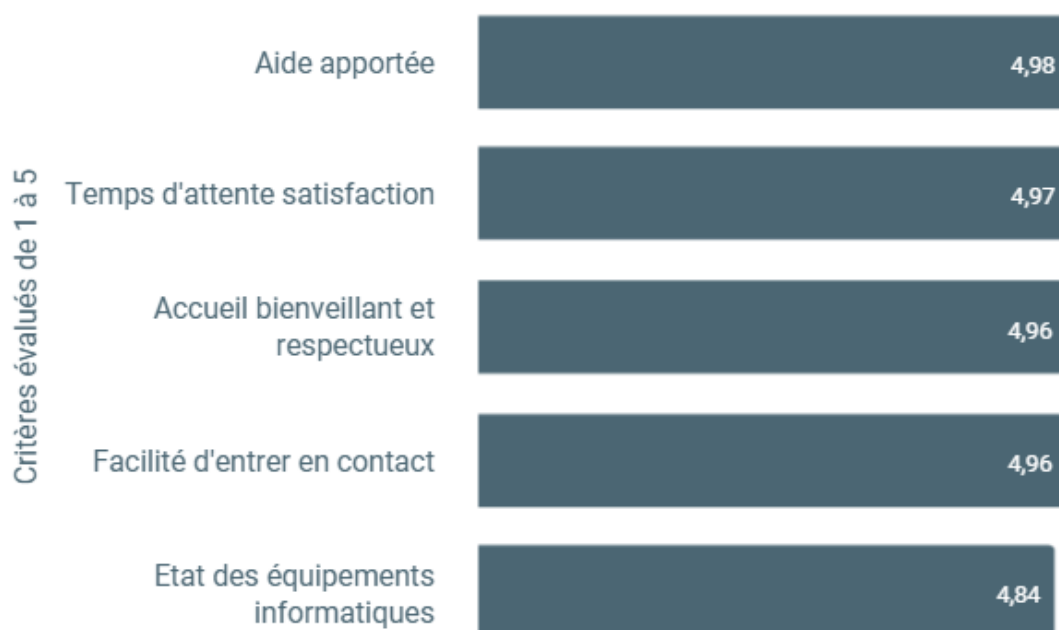 Critères évalués de 1 à 5
Aide apportée
4,98
Temps d'attente satisfaction
4,97
Accueil bienveillant et
respectueux
4,96
Facilité d'entrer en contact
4,96
Etat des équipements
informatiques
4,84